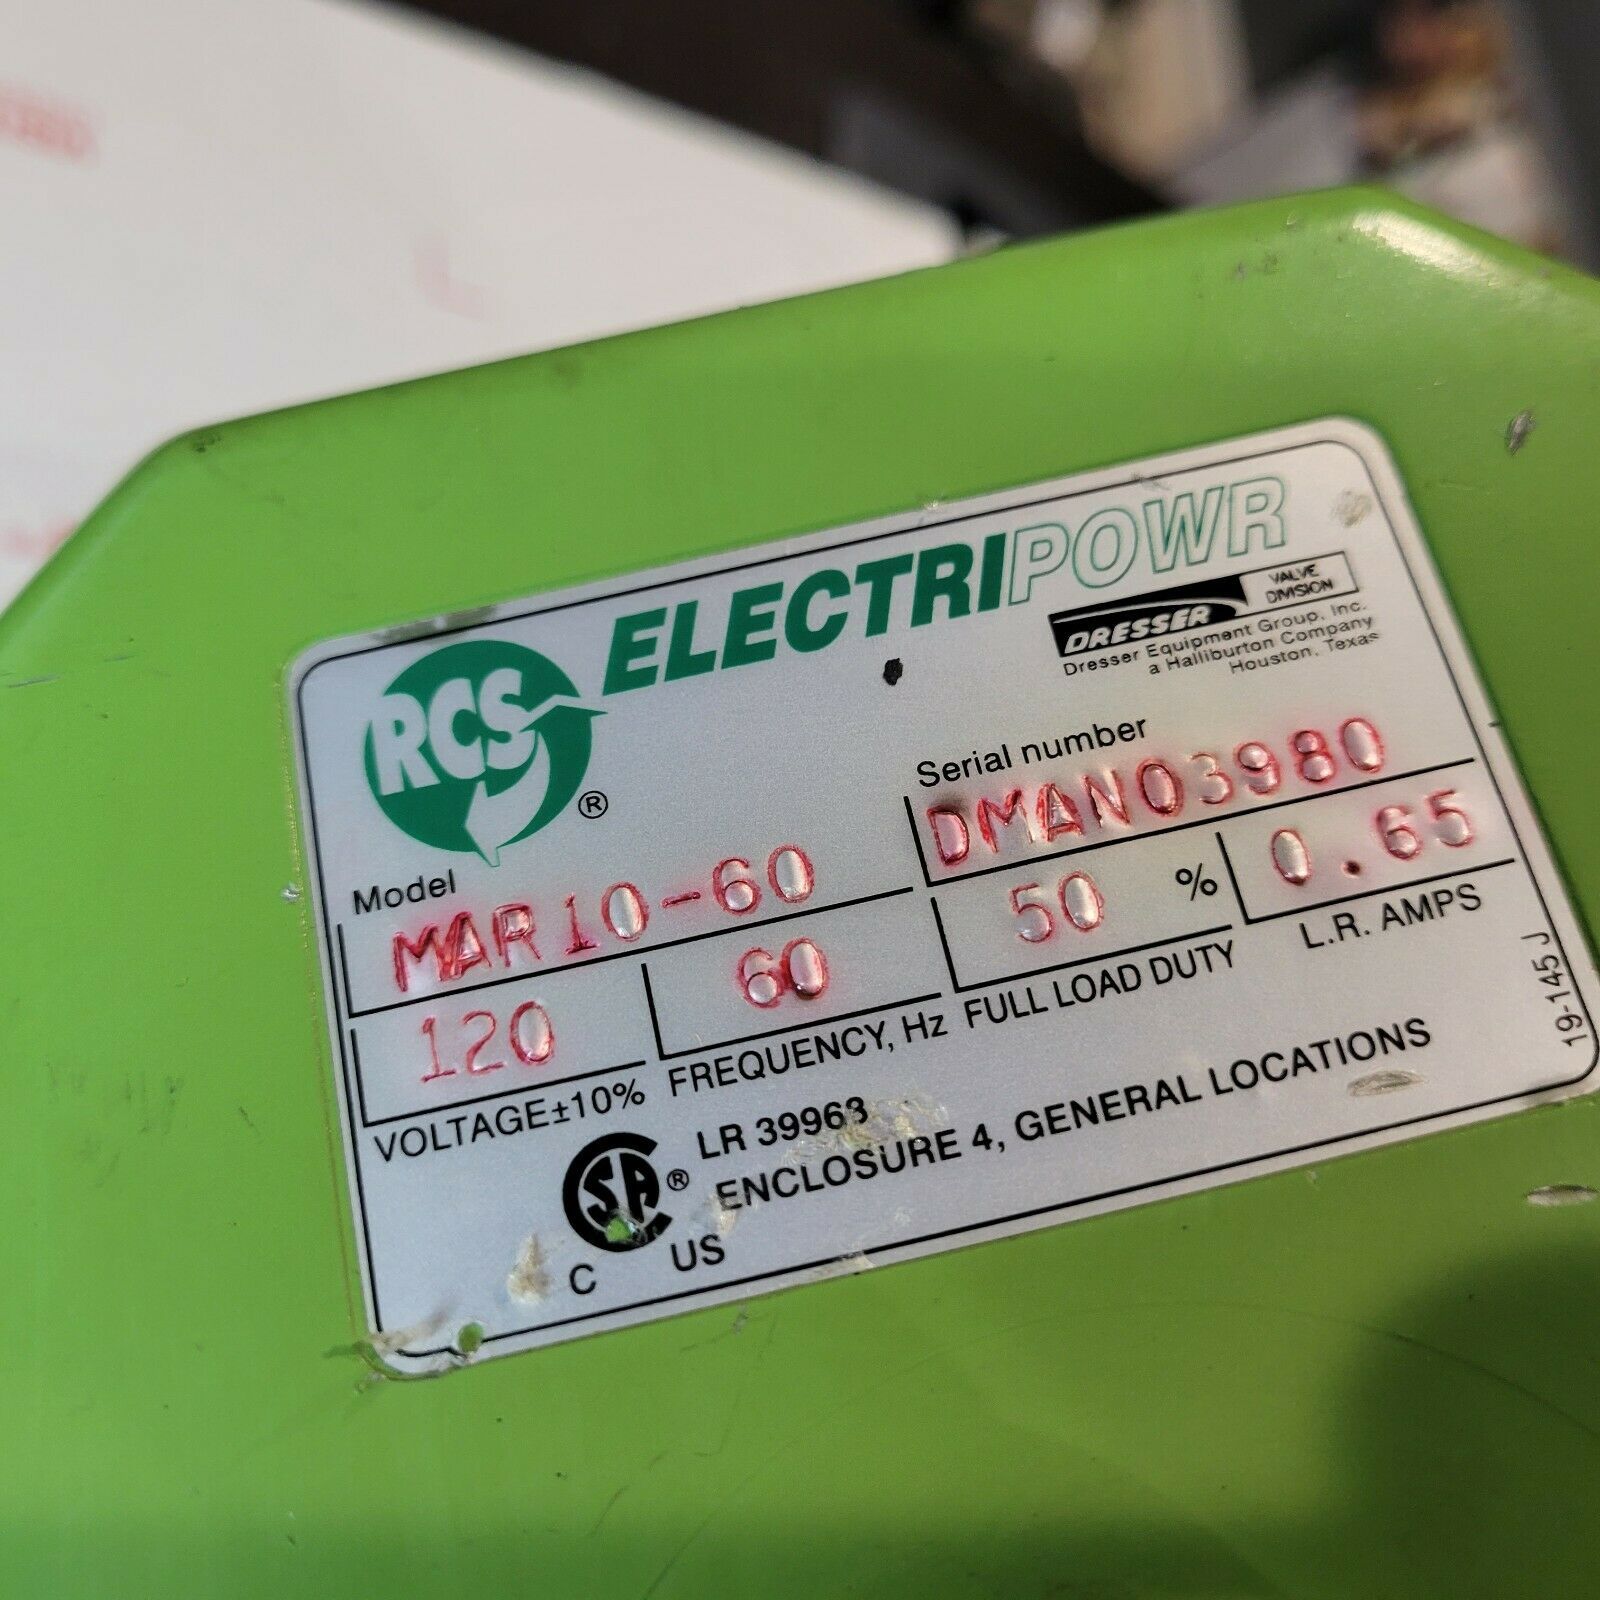 RCS ® ELECTRIPOWR
DRESSER VALVE DIVISION
Dresser Equipment Group, Inc.
a Halliburton Company
Houston, Texas
Model
MAR10-60
Serial number
DMAN03980
120
VOLTAGE±10%
60
FREQUENCY, Hz
50 %
FULL LOAD DUTY
0.65
L.R. AMPS
CSA ®
C US
LR 39963
ENCLOSURE 4, GENERAL LOCATIONS
19-145J